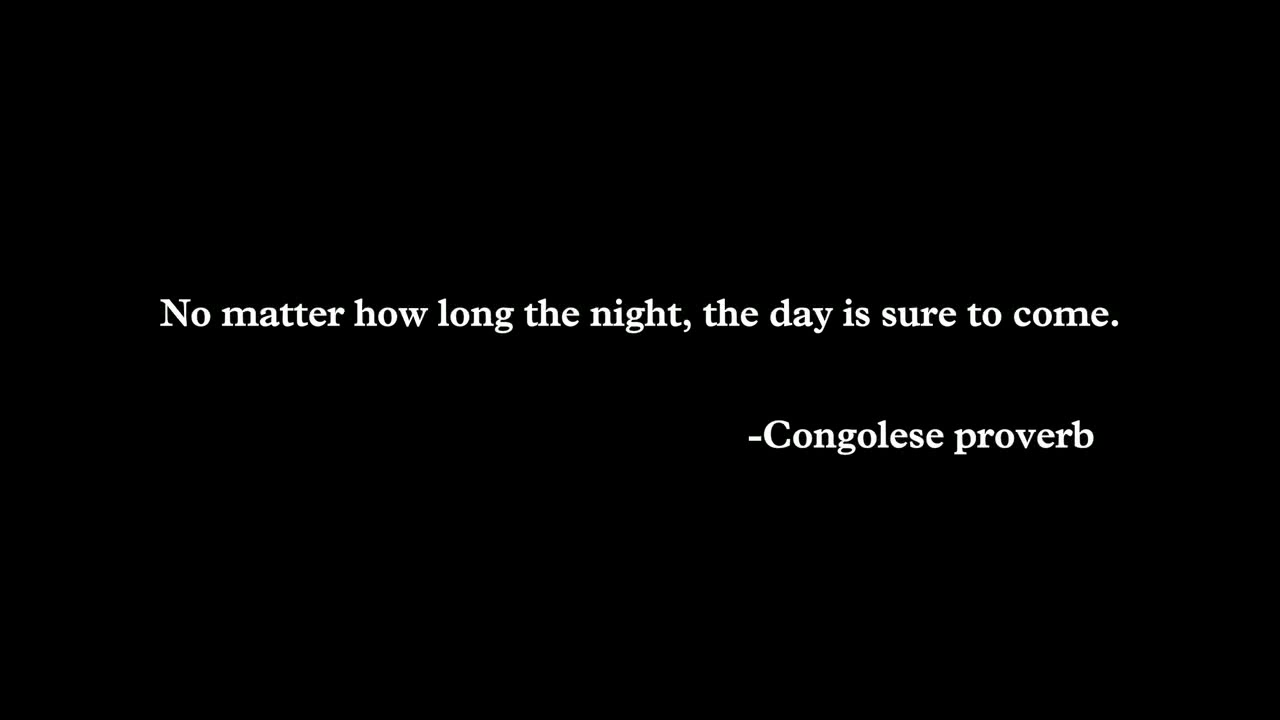 No matter how long the night, the day is sure to come.
-Congolese proverb